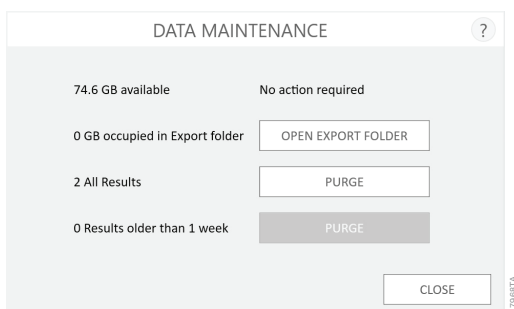 DATA MAINTENANCE
?
74.6 GB available
No action required
0 GB occupied in Export folder
OPEN EXPORT FOLDER
2 All Results
PURGE
0 Results older than 1 week
PURGE
CLOSE